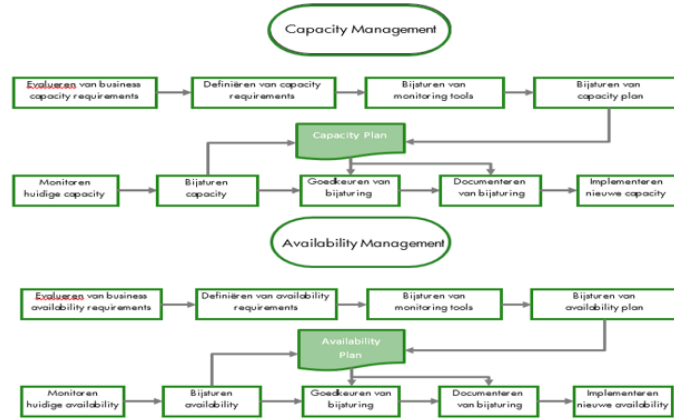 Capacity Management
Evalueren van business
capacity requirements
Definiëren van capacity
requirements
Bijsturen van
monitoring tools
Bijsturen van
capacity plan
Capacity Plan
Monitoren
huidige capacity
Bijsturen
capacity
Goedkeuren van
bijsturing
Documenteren
van bijsturing
Implementeren
nieuwe capacity
Availability Management
Evalueren van business
availability requirements
Definiëren van availability
requirements
Bijsturen van
monitoring tools
Bijsturen van
availability plan
Availability
Plan
Monitoren
huidige availability
Bijsturen
availability
Goedkeuren van
bijsturing
Documenteren
van bijsturing
Implementeren
nieuwe availability